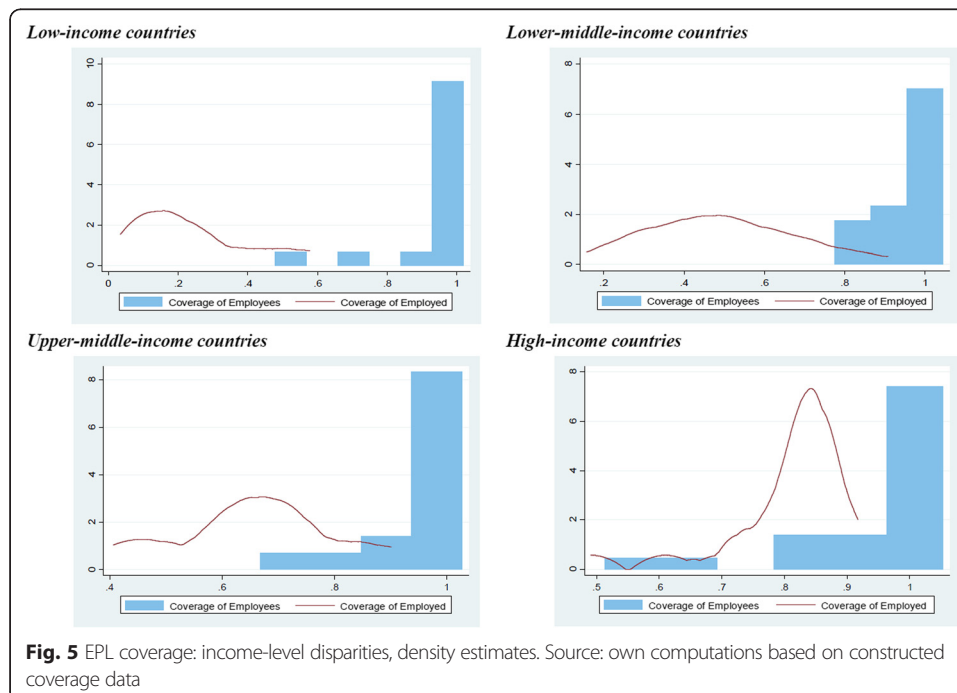 Low-income countries
Lower-middle-income countries
10
8
6
4
2
0
0 .2 .4 .6 .8 1
Coverage of Employees Coverage of Employed
8
6
4
2
0
.2 .4 .6 .8 1
Coverage of Employees Coverage of Employed
Upper-middle-income countries
High-income countries
8
6
4
2
0
.4 .6 .8 1
Coverage of Employees Coverage of Employed
8
6
4
2
0
.5 .6 .7 .8 .9 1
Coverage of Employees Coverage of Employed
Fig. 5 EPL coverage: income-level disparities, density estimates. Source: own computations based on constructed
coverage data